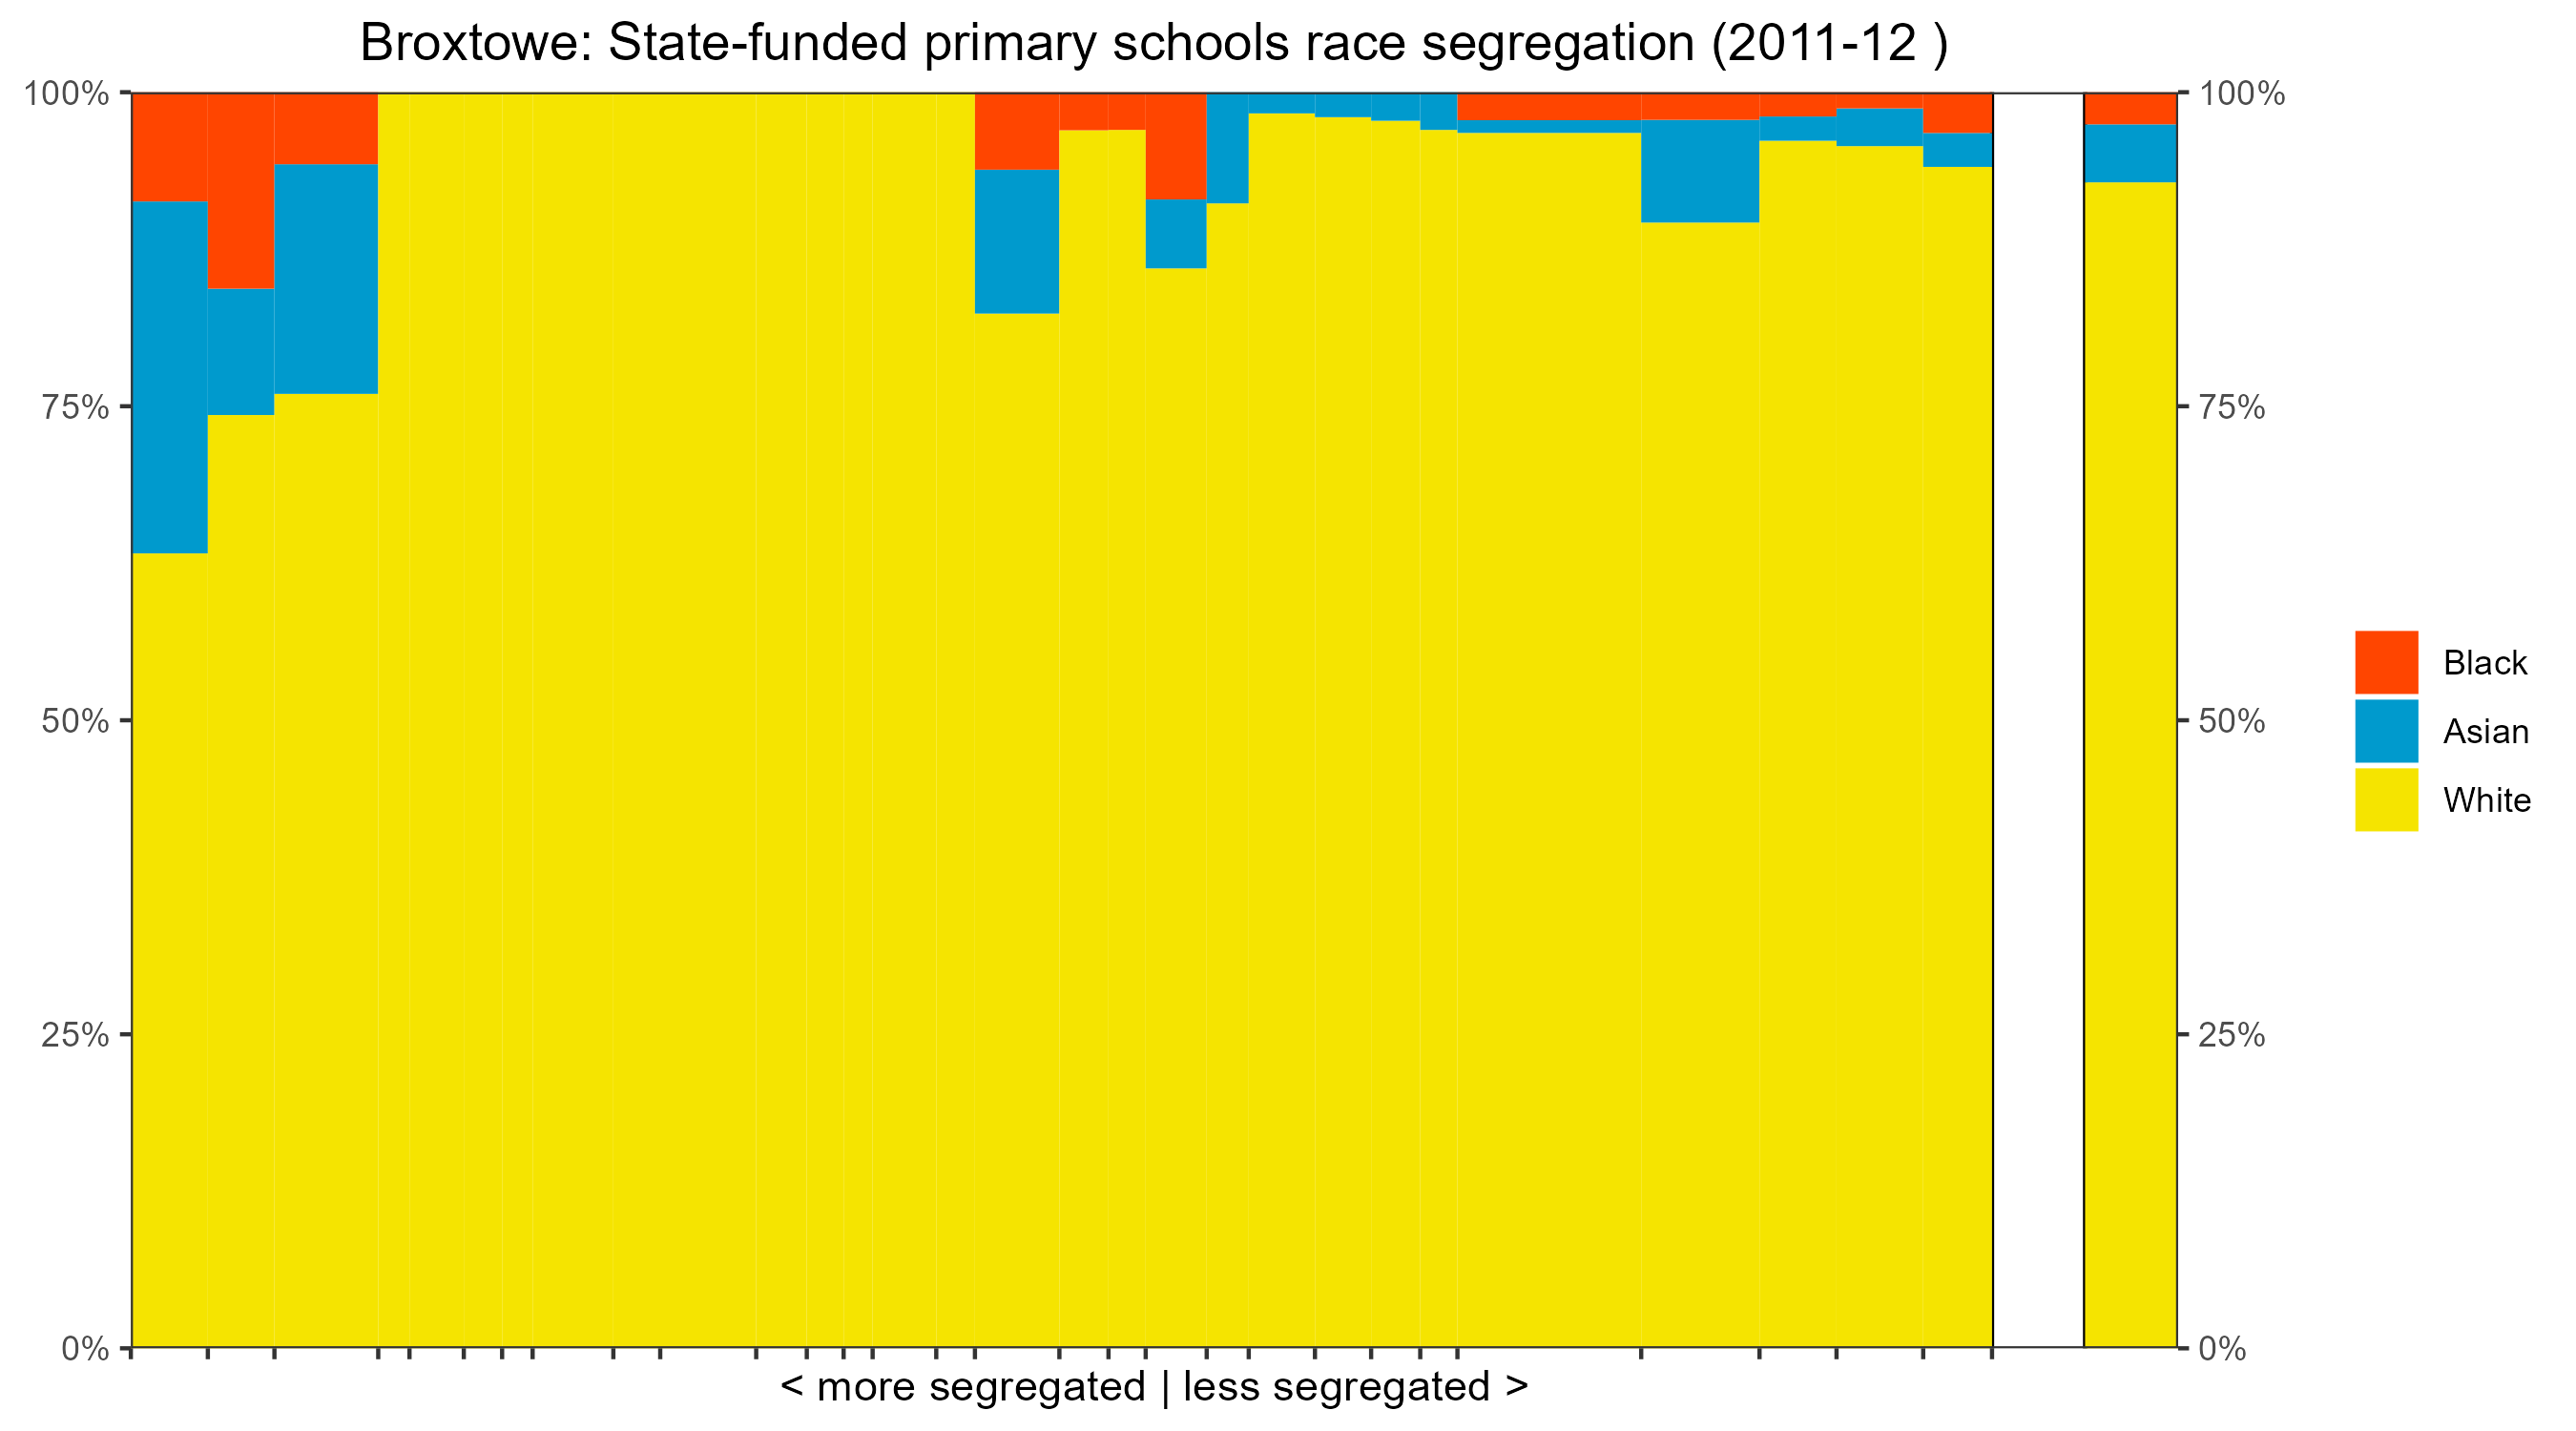 Broxtowe: State-funded primary schools race segregation (2011-12 )
100%
75%
50%
25%
0%
100%
75%
50%
25%
0%
Black
Asian
White
< more segregated | less segregated >